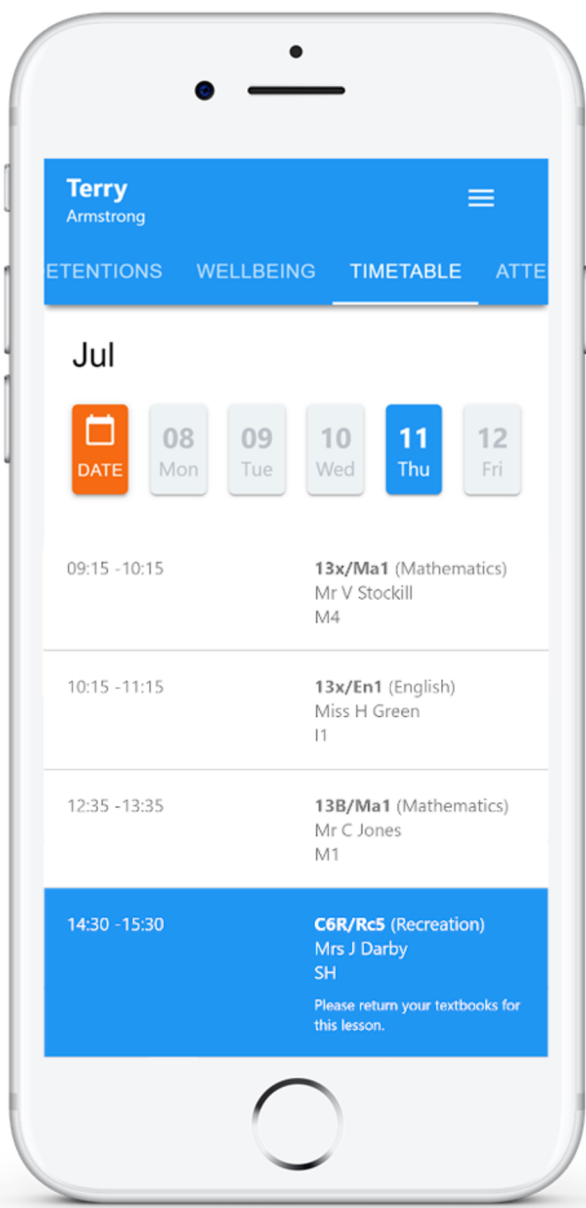 Terry
Armstrong
ETENTIONS WELLBEING TIMETABLE ATTE
Jul
DATE
08
Mon
09
Tue
10
Wed
11
Thu
12
Fri
09:15 -10:15
13x/Ma1 (Mathematics)
Mr V Stockill
M4
10:15 -11:15
13x/En1 (English)
Miss H Green
I1
12:35 -13:35
13B/Ma1 (Mathematics)
Mr C Jones
M1
14:30 -15:30
C6R/Rc5 (Recreation)
Mrs J Darby
SH
Please return your textbooks for
this lesson.